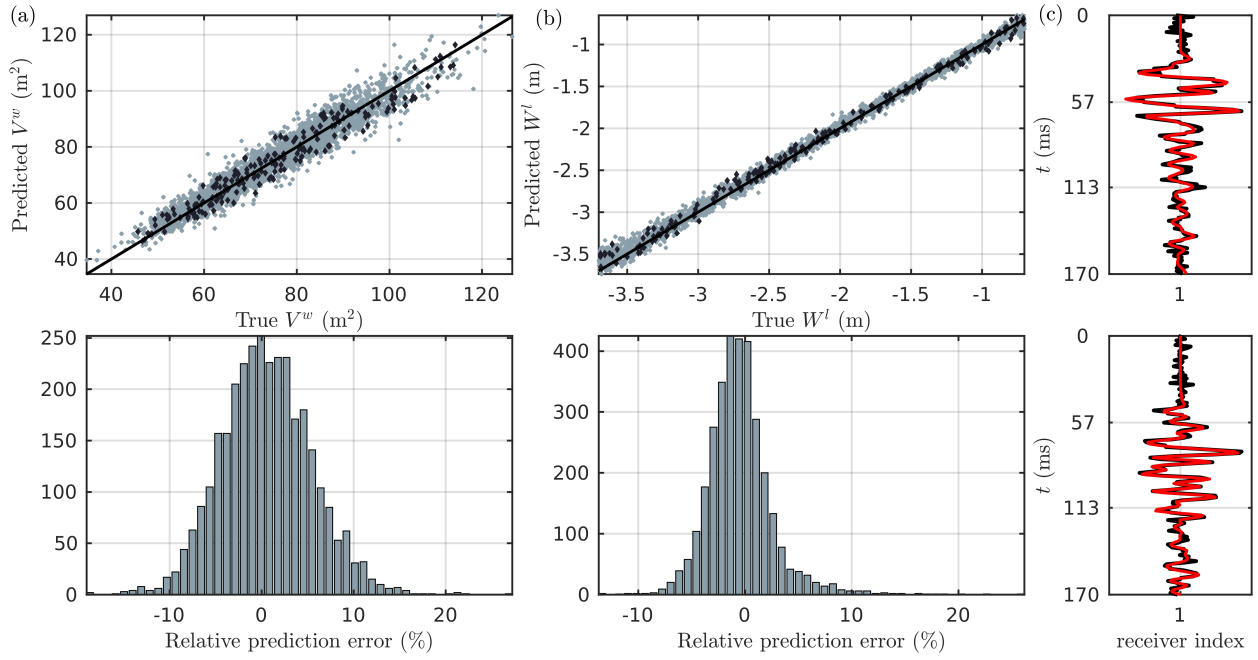 (a)
120
100
80
60
40
Predicted V^w (m²)
40 60 80 100 120
True V^w (m²)
(b)
-1
-1.5
-2
-2.5
-3
-3.5
Predicted W^l (m)
-3.5 -3 -2.5 -2 -1.5 -1
True W^l (m)
(c)
0
57
113
170
t (ms)
1
250
200
150
100
50
0
-10 0 10 20
Relative prediction error (%)
400
300
200
100
0
-10 0 10 20
Relative prediction error (%)
0
57
113
170
t (ms)
1
receiver index